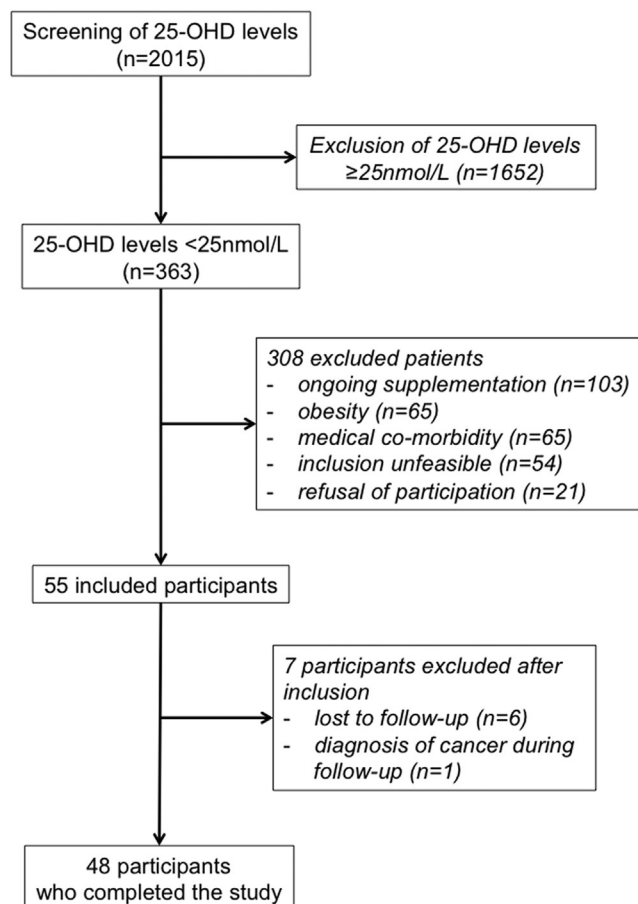 Screening of 25-OHD levels
(n=2015)
Exclusion of 25-OHD levels
≥25nmol/L (n=1652)
25-OHD levels <25nmol/L
(n=363)
308 excluded patients
- ongoing supplementation (n=103)
- obesity (n=65)
- medical co-morbidity (n=65)
- inclusion unfeasible (n=54)
- refusal of participation (n=21)
55 included participants
7 participants excluded after
inclusion
- lost to follow-up (n=6)
- diagnosis of cancer during
follow-up (n=1)
48 participants
who completed the study